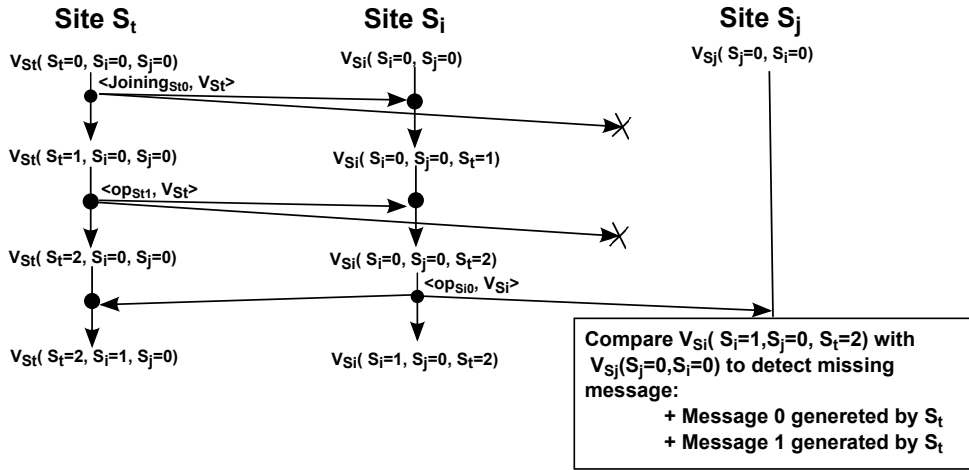 Site St Site Si Site Sj
VSt( St=0, Si=0, Sj=0) VSi( Si=0, Sj=0) VSj( Sj=0, Si=0)
<JoiningSt0, VSt>
VSt( St=1, Si=0, Sj=0) VSi( Si=0, Sj=0, St=1)
<opSt1, VSt>
VSt( St=2, Si=0, Sj=0) VSi( Si=0, Sj=0, St=2)
<opSi0, VSi>
VSt( St=2, Si=1, Sj=0) VSi( Si=1, Sj=0, St=2)
Compare VSi( Si=1,Sj=0, St=2) with
VSj(Sj=0,Si=0) to detect missing
message:
+ Message 0 genereted by St
+ Message 1 generated by St